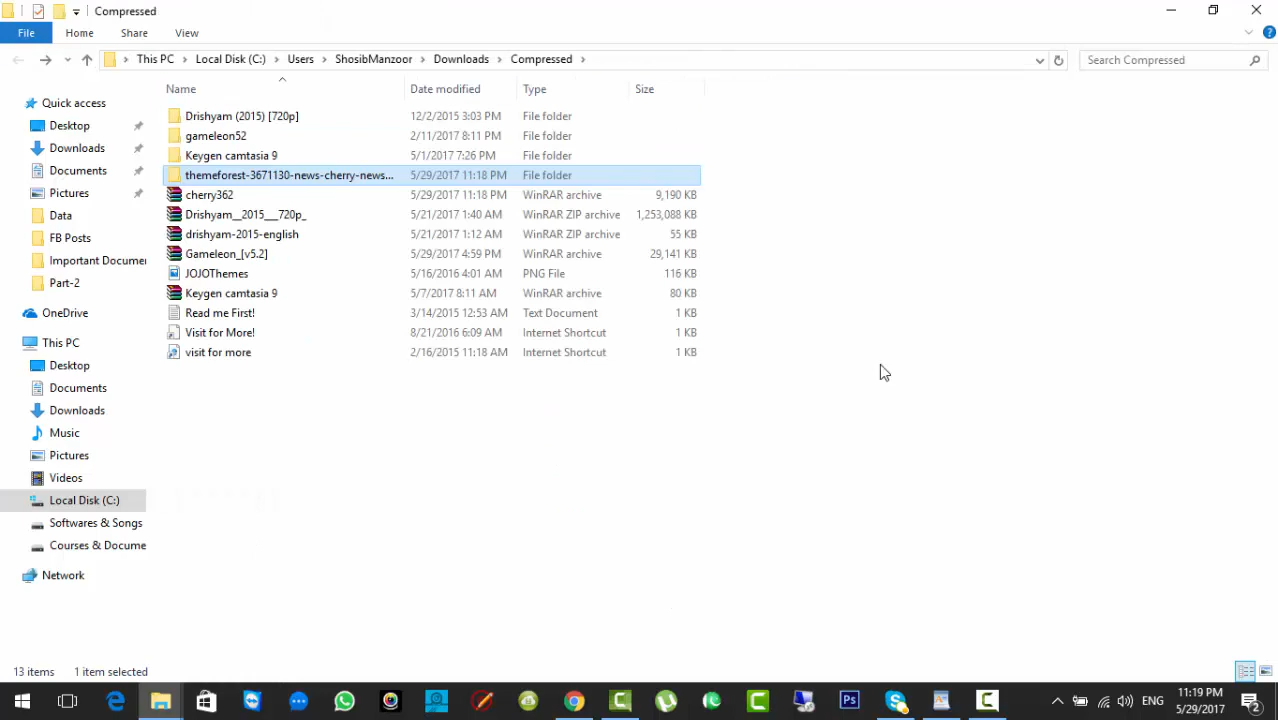 Compressed
File Home Share View
This PC Local Disk (C:) Users ShosibManzoor Downloads Compressed Search Compressed
Name Date modified Type Size
Quick access
Desktop
Downloads
Documents
Pictures
Data
FB Posts
Important Docume
Part-2
OneDrive
This PC
Desktop
Documents
Downloads
Music
Pictures
Videos
Local Disk (C:)
Softwares & Songs
Courses & Docume
Network
Drishyam (2015) [720p] 12/2/2015 3:03 PM File folder
gameleon52 2/11/2017 8:11 PM File folder
Keygen camtasia 9 5/1/2017 7:26 PM File folder
themeforest-3671130-news-cherry-news... 5/29/2017 11:18 PM File folder
cherry362 5/29/2017 11:18 PM WinRAR archive 9,190 KB
Drishyam__2015___720p_ 5/21/2017 1:40 AM WinRAR ZIP archive 1,253,088 KB
drishyam-2015-english 5/21/2017 1:12 AM WinRAR ZIP archive 55 KB
Gameleon_[v5.2] 5/29/2017 4:59 PM WinRAR archive 29,141 KB
JOJOThemes 5/16/2016 4:01 AM PNG File 116 KB
Keygen camtasia 9 5/7/2017 8:11 AM WinRAR archive 80 KB
Read me First! 3/14/2015 12:53 AM Text Document 1 KB
Visit for More! 8/21/2016 6:09 AM Internet Shortcut 1 KB
visit for more 2/16/2015 11:18 AM Internet Shortcut 1 KB
13 items 1 item selected
Ps
ENG
11:19 PM
5/29/2017
2